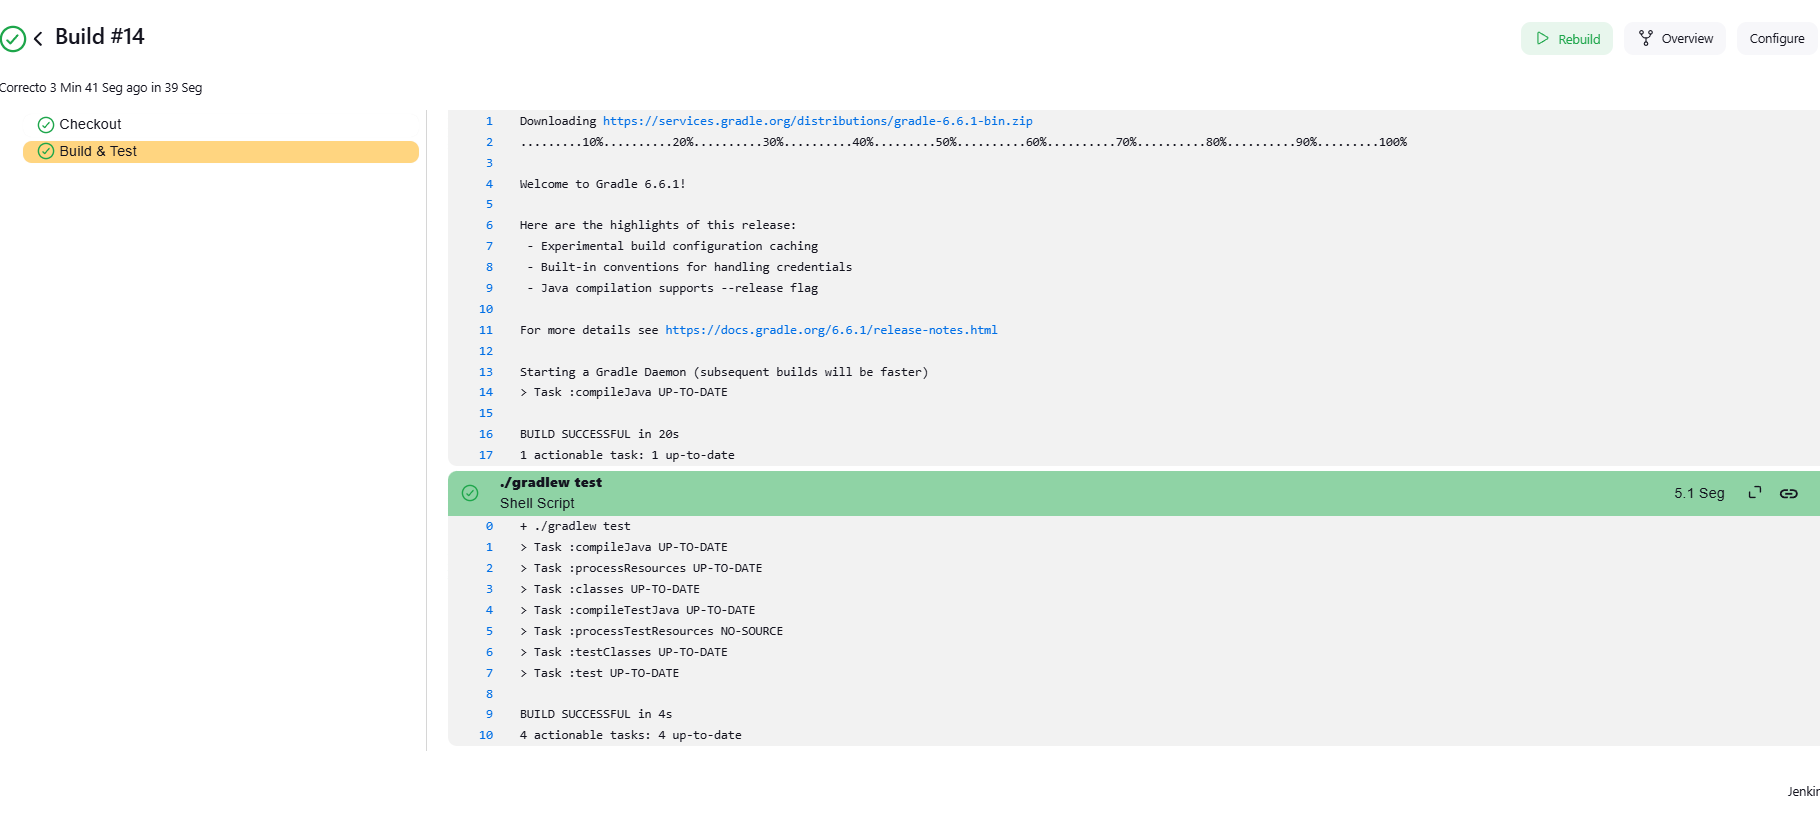 Build #14
Rebuild
Overview
Configure
Correcto 3 Min 41 Seg ago in 39 Seg
Checkout
Build & Test
1 Downloading https://services.gradle.org/distributions/gradle-6.6.1-bin.zip
2 .........10%..........20%..........30%..........40%.........50%..........60%..........70%..........80%..........90%.........100%
3
4 Welcome to Gradle 6.6.1!
5
6 Here are the highlights of this release:
7 - Experimental build configuration caching
8 - Built-in conventions for handling credentials
9 - Java compilation supports --release flag
10
11 For more details see https://docs.gradle.org/6.6.1/release-notes.html
12
13 Starting a Gradle Daemon (subsequent builds will be faster)
14 > Task :compileJava UP-TO-DATE
15
16 BUILD SUCCESSFUL in 20s
17 1 actionable task: 1 up-to-date
./gradlew test
Shell Script
5.1 Seg
0 + ./gradlew test
1 > Task :compileJava UP-TO-DATE
2 > Task :processResources UP-TO-DATE
3 > Task :classes UP-TO-DATE
4 > Task :compileTestJava UP-TO-DATE
5 > Task :processTestResources NO-SOURCE
6 > Task :testClasses UP-TO-DATE
7 > Task :test UP-TO-DATE
8
9 BUILD SUCCESSFUL in 4s
10 4 actionable tasks: 4 up-to-date